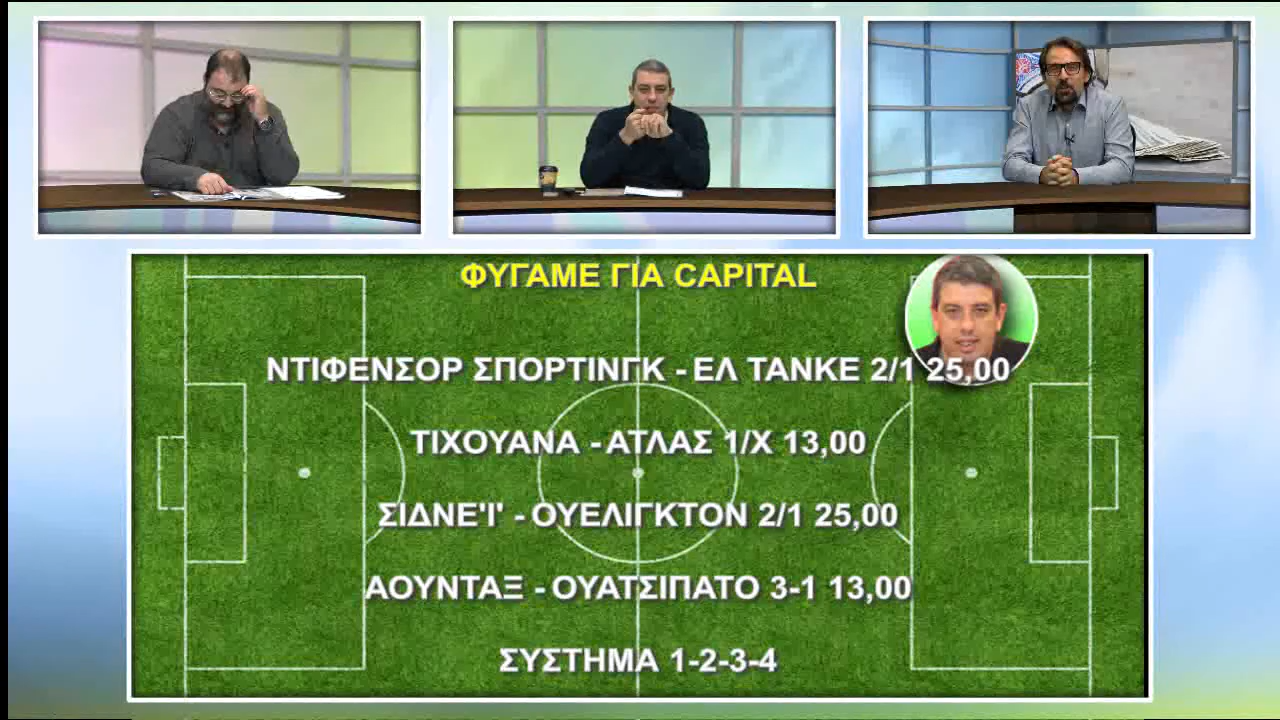 ΦΥΓΑΜΕ ΓΙΑ CAPITAL
ΝΤΙΦΕΝΣΟΡ ΣΠΟΡΤΙΝΓΚ - ΕΛ ΤΑΝΚΕ 2/1 25,00
ΤΙΧΟΥΑΝΑ - ΑΤΛΑΣ 1/Χ 13,00
ΣΙΔΝΕ'Ι' - ΟΥΕΛΙΓΚΤΟΝ 2/1 25,00
ΑΟΥΝΤΑΞ - ΟΥΑΤΣΙΠΑΤΟ 3-1 13,00
ΣΥΣΤΗΜΑ 1-2-3-4